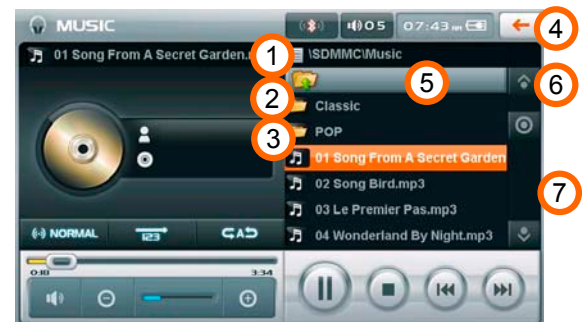 MUSIC
05
07:43 PM
4
01 Song From A Secret Garden.m
1
\SDMMC\Music
5
6
2
Classic
3
POP
01 Song From A Secret Garden
02 Song Bird.mp3
7
03 Le Premier Pas.mp3
NORMAL
123
A
04 Wonderland By Night.mp3
0:18
3:34